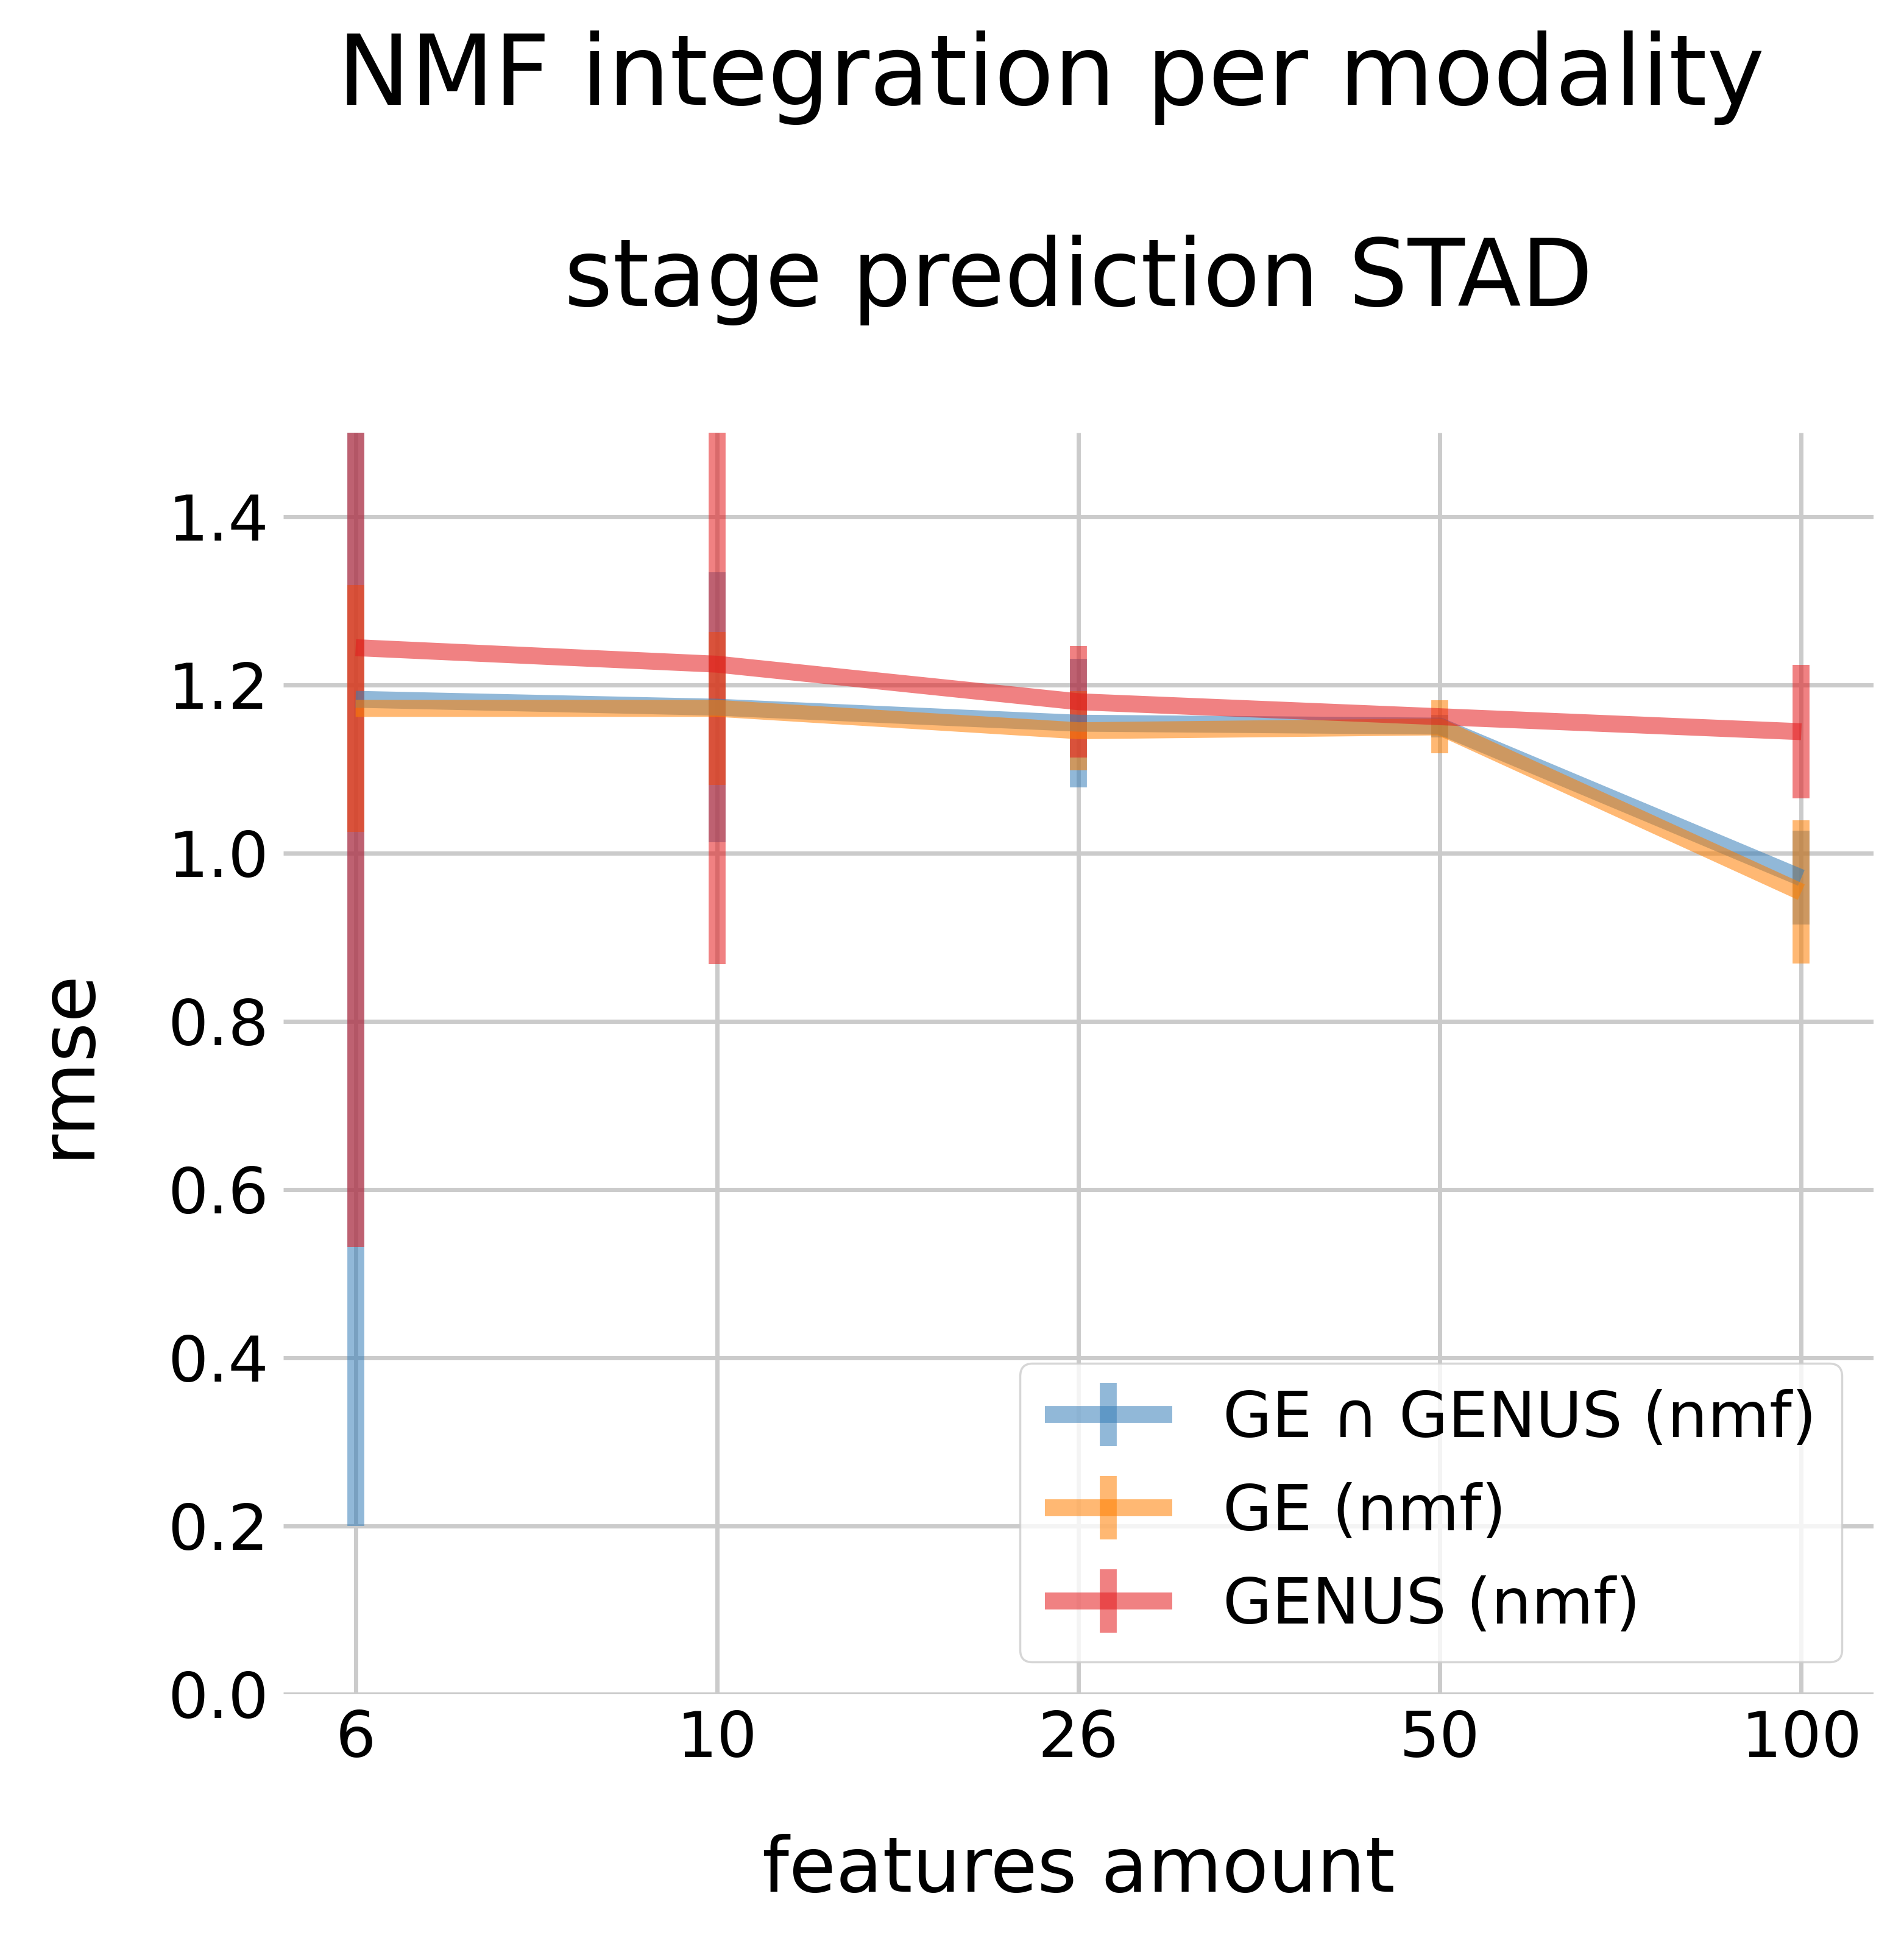 NMF integration per modality
stage prediction STAD
1.4
1.2
1.0
0.8
0.6
0.4
0.2
0.0
rmse
GE ∩ GENUS (nmf)
GE (nmf)
GENUS (nmf)
6 10 26 50 100
features amount